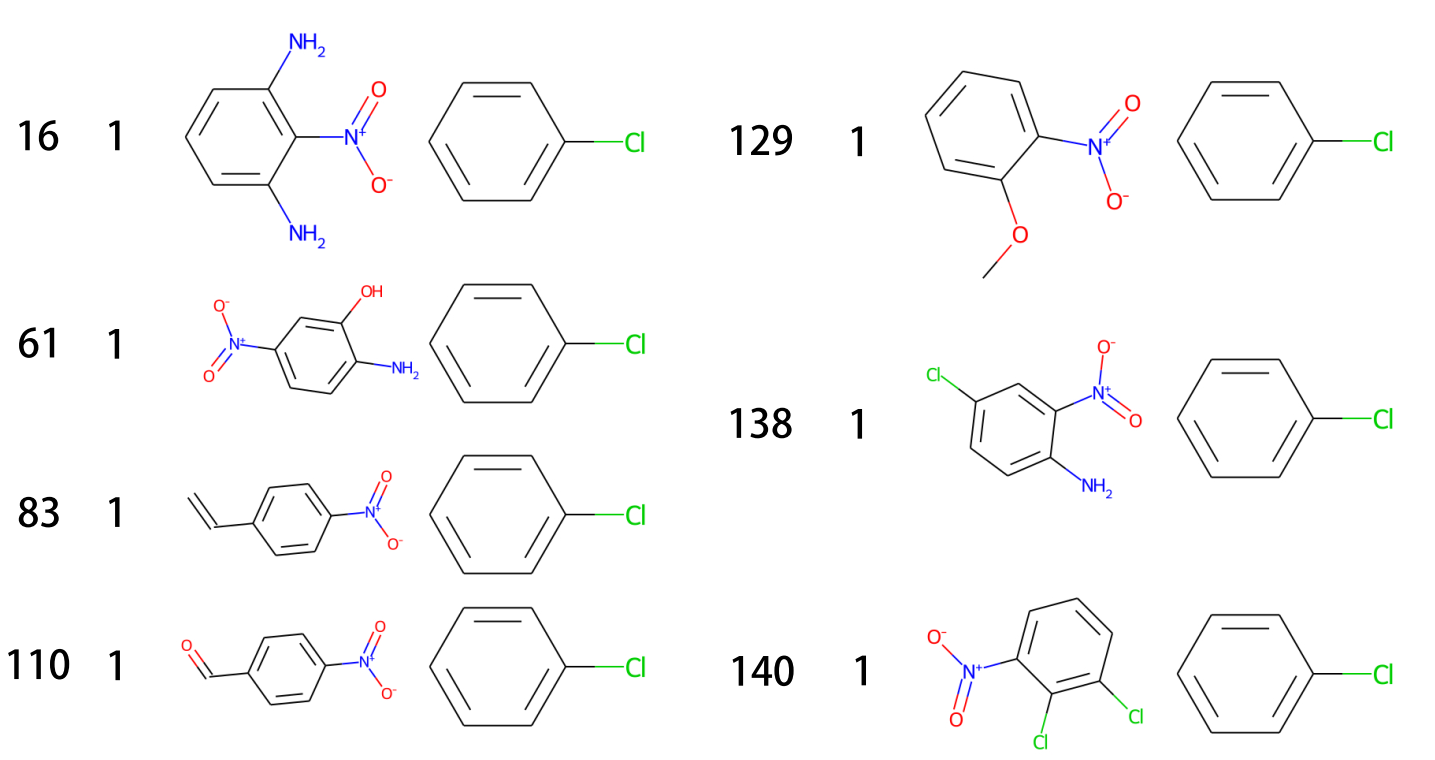 16 1 NH2 O N+ O- NH2 Cl
61 1 O- N+ O OH NH2 Cl
83 1 O N+ O- Cl
110 1 O O N+ O- Cl
129 1 O N+ O- O Cl
138 1 Cl O- N+ O NH2 Cl
140 1 O- N+ O Cl Cl Cl